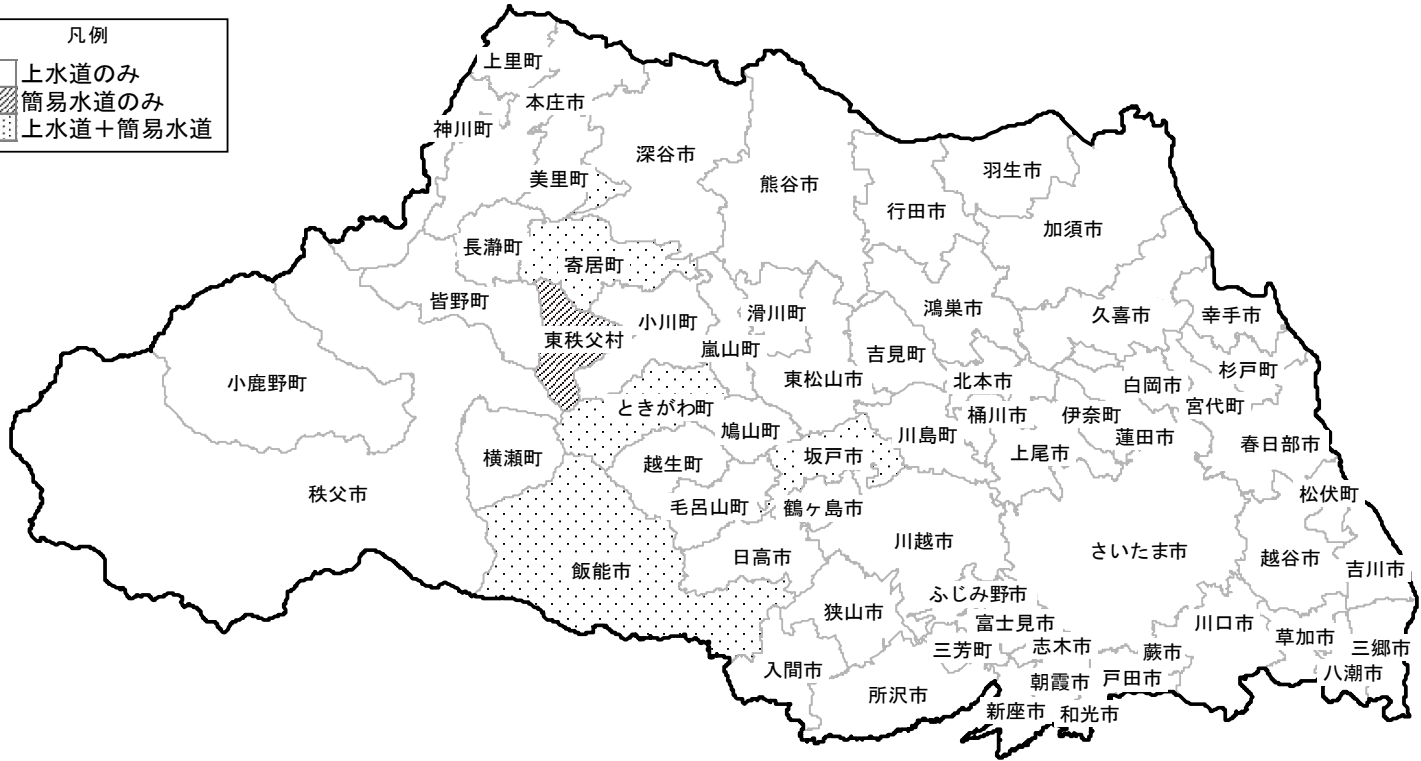 凡例
上水道のみ
簡易水道のみ
上水道＋簡易水道
上里町
本庄市
神川町
深谷市
美里町
熊谷市
羽生市
行田市
加須市
長瀞町
寄居町
皆野町
小川町
滑川町
鴻巣市
久喜市
幸手市
東秩父村
嵐山町
吉見町
小鹿野町
東松山市
北本市
白岡市
杉戸町
ときがわ町
桶川市
伊奈町
宮代町
鳩山町
川島町
蓮田市
横瀬町
越生町
坂戸市
上尾市
春日部市
秩父市
松伏町
毛呂山町
鶴ヶ島市
川越市
さいたま市
日高市
越谷市
飯能市
吉川市
ふじみ野市
狭山市
富士見市
川口市
草加市
三芳町
志木市
蕨市
三郷市
入間市
八潮市
朝霞市
戸田市
所沢市
新座市
和光市